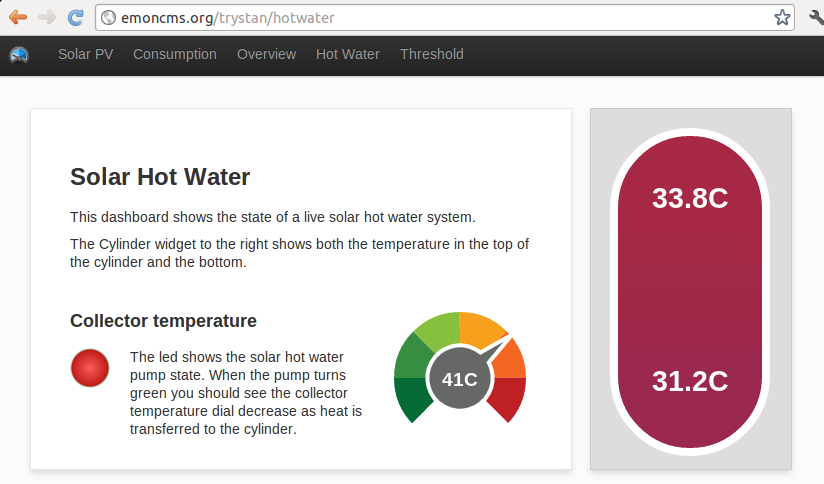 emoncms.org/trystan/hotwater
Solar PV Consumption Overview Hot Water Threshold
Solar Hot Water
This dashboard shows the state of a live solar hot water system.
The Cylinder widget to the right shows both the temperature in the top of
the cylinder and the bottom.
Collector temperature
The led shows the solar hot water
pump state. When the pump turns
green you should see the collector
temperature dial decrease as heat is
transferred to the cylinder.
41C
33.8C
31.2C